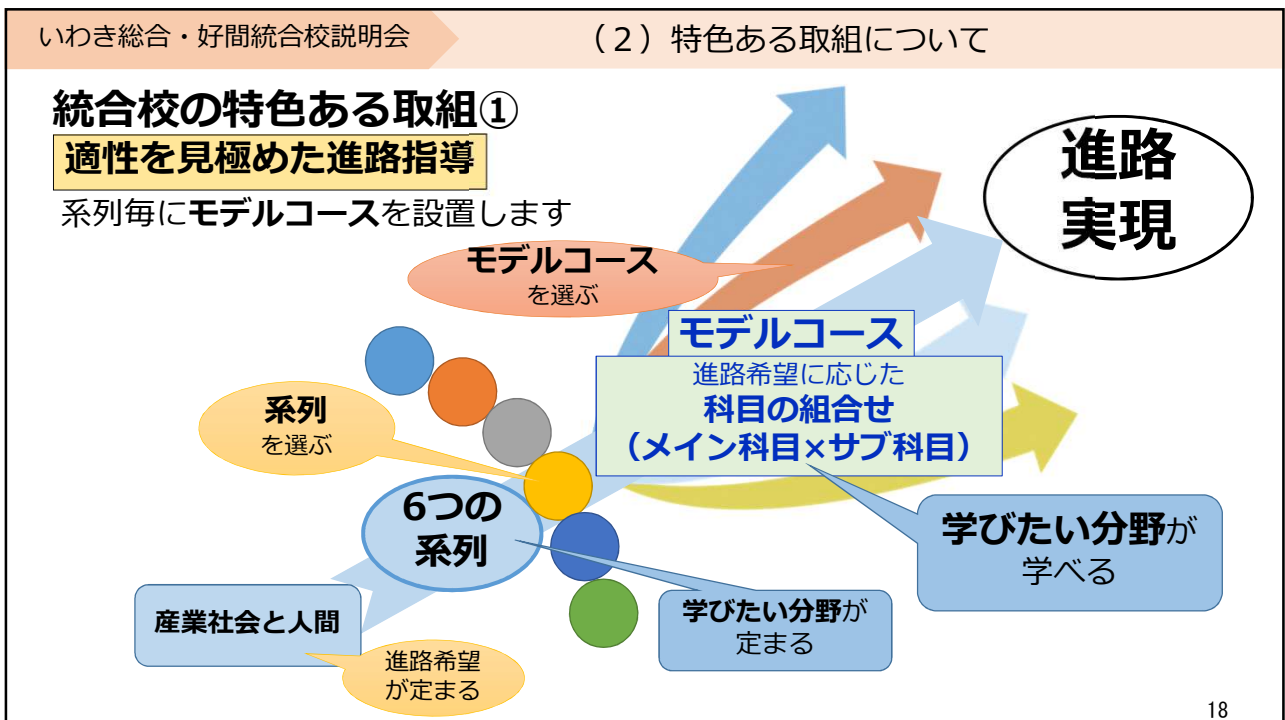 いわき総合・好間統合校説明会
（2）特色ある取組について
統合校の特色ある取組①
適性を見極めた進路指導
系列毎にモデルコースを設置します
進路
実現
モデルコース
を選ぶ
モデルコース
進路希望に応じた
科目の組合せ
（メイン科目×サブ科目）
系列
を選ぶ
6つの
系列
学びたい分野が
学べる
産業社会と人間
学びたい分野が
定まる
進路希望
が定まる
18